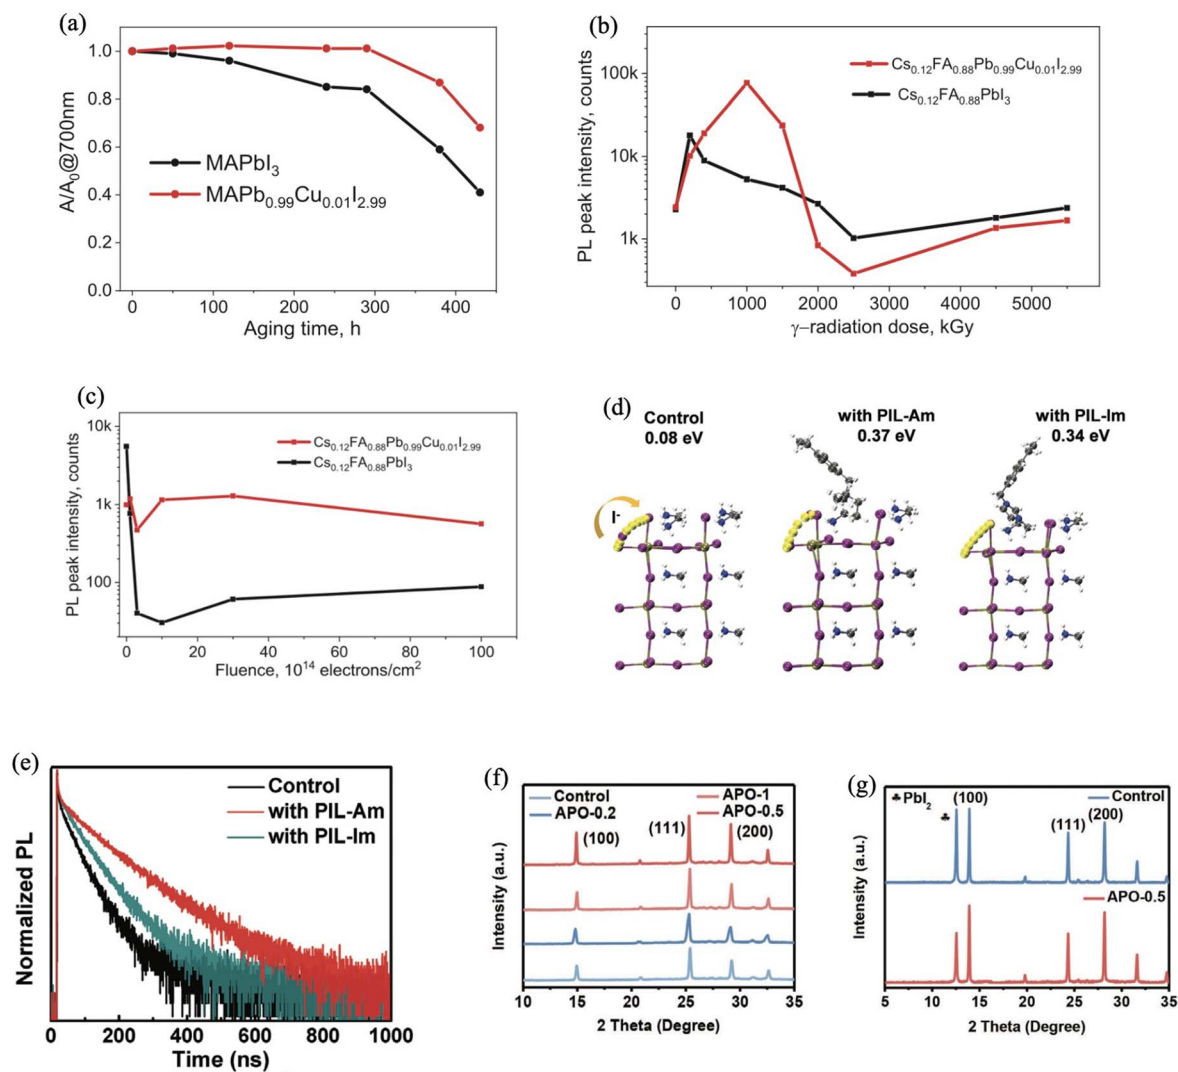 (a)
1.0
0.8
0.6
0.4
0.2
0.0
A/A₀@700nm
MAPbI₃
MAPb₀.₉₉Cu₀.₀₁I₂.₉₉
0 100 200 300 400
Aging time, h
(b)
100k
10k
1k
PL peak intensity, counts
Cs₀.₁₂FA₀.₈₈Pb₀.₉₉Cu₀.₀₁I₂.₉₉
Cs₀.₁₂FA₀.₈₈PbI₃
0 1000 2000 3000 4000 5000
γ–radiation dose, kGy
(c)
10k
1k
100
PL peak intensity, counts
Cs₀.₁₂FA₀.₈₈Pb₀.₉₉Cu₀.₀₁I₂.₉₉
Cs₀.₁₂FA₀.₈₈PbI₃
0 20 40 60 80 100
Fluence, 10¹⁴ electrons/cm²
(d)
Control
0.08 eV
with PIL-Am
0.37 eV
with PIL-Im
0.34 eV
I⁻
(e)
Normalized PL
Control
with PIL-Am
with PIL-Im
0 200 400 600 800 1000
Time (ns)
(f)
Intensity (a.u.)
Control APO-1
APO-0.2 APO-0.5
(100) (111) (200)
10 15 20 25 30 35
2 Theta (Degree)
(g)
Intensity (a.u.)
♣PbI₂ (100) Control
♣
(111) (200)
APO-0.5
5 10 15 20 25 30 35
2 Theta (Degree)